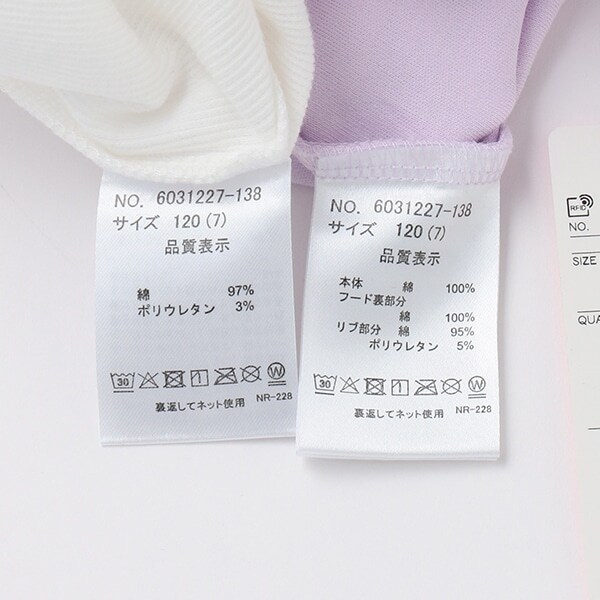 NO. 6031227-138
サイズ 120(7)
品質表示
綿 97%
ポリウレタン 3%
30 W
裏返してネット使用 NR-228
NO. 6031227-138
サイズ 120(7)
品質表示
本体 綿 100%
フード裏部分
綿 100%
リブ部分 綿 95%
ポリウレタン 5%
30 W
裏返してネット使用 NR-228
RFID
NO.
SIZE
QUA